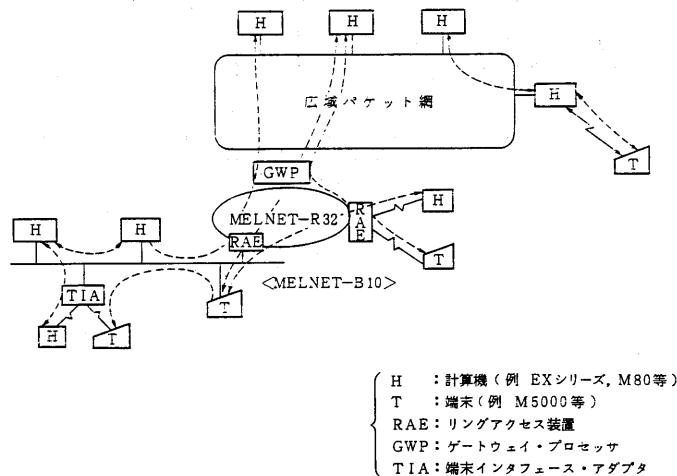 H
H
H
広域パケット網
H
T
GWP
MELNET-R32
RAE
H
RAE
T
H
H
<MELNET-B10>
TIA
T
H
T
H :計算機(例 EXシリーズ,M80等)
T :端末(例 M5000等)
RAE:リングアクセス装置
GWP:ゲートウェイ・プロセッサ
TIA:端末インタフェース・アダプタ